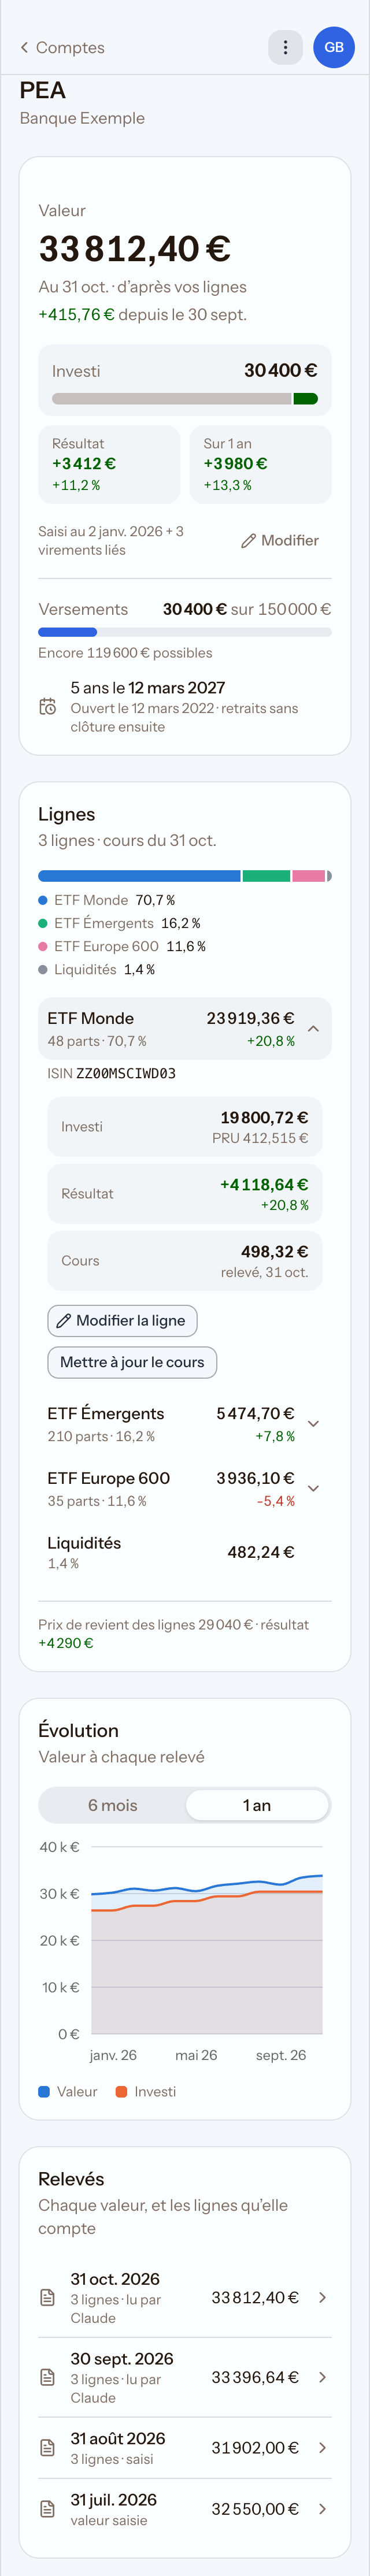 Comptes
GB
PEA
Banque Exemple
Valeur
33 812,40 €
Au 31 oct. · d’après vos lignes
+415,76 € depuis le 30 sept.
Investi 30 400 €
Résultat
+3 412 €
+11,2 %
Sur 1 an
+3 980 €
+13,3 %
Saisi au 2 janv. 2026 + 3
virements liés
Modifier
Versements 30 400 € sur 150 000 €
Encore 119 600 € possibles
5 ans le 12 mars 2027
Ouvert le 12 mars 2022 · retraits sans
clôture ensuite
Lignes
3 lignes · cours du 31 oct.
ETF Monde 70,7 %
ETF Émergents 16,2 %
ETF Europe 600 11,6 %
Liquidités 1,4 %
ETF Monde 23 919,36 €
48 parts · 70,7 % +20,8 %
ISIN ZZ00MSCIWD03
Investi
19 800,72 €
PRU 412,515 €
Résultat
+4 118,64 €
+20,8 %
Cours
498,32 €
relevé, 31 oct.
Modifier la ligne
Mettre à jour le cours
ETF Émergents 5 474,70 €
210 parts · 16,2 % +7,8 %
ETF Europe 600 3 936,10 €
35 parts · 11,6 % -5,4 %
Liquidités
1,4 %
482,24 €
Prix de revient des lignes 29 040 € · résultat
+4 290 €
Évolution
Valeur à chaque relevé
6 mois 1 an
40 k €
30 k €
20 k €
10 k €
0 €
janv. 26 mai 26 sept. 26
Valeur Investi
Relevés
Chaque valeur, et les lignes qu’elle
compte
31 oct. 2026
3 lignes · lu par
Claude
33 812,40 €
30 sept. 2026
3 lignes · lu par
Claude
33 396,64 €
31 août 2026
3 lignes · saisi
31 902,00 €
31 juil. 2026
valeur saisie
32 550,00 €